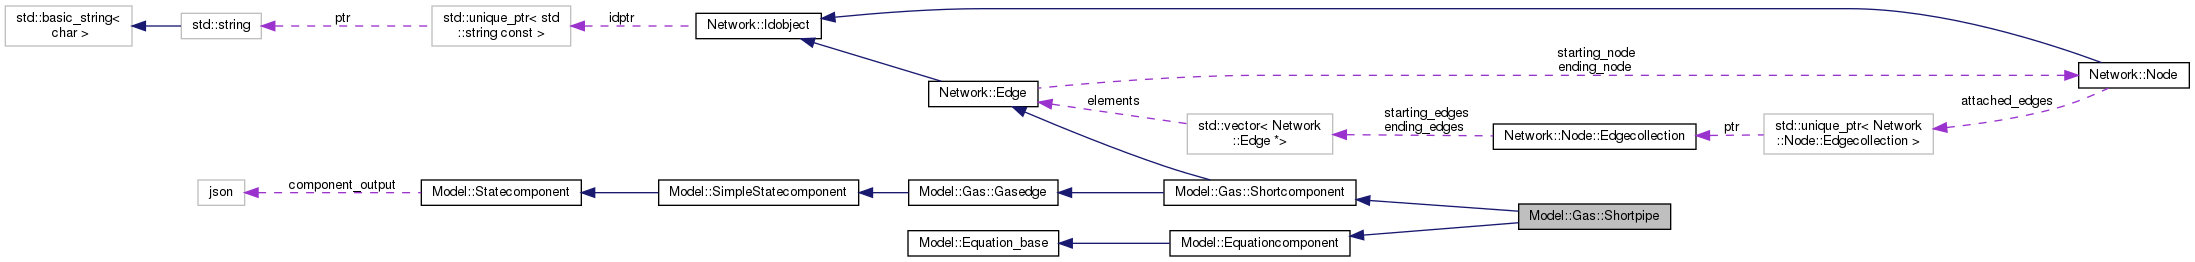 std::basic_string<
char >
std::string
ptr
std::unique_ptr< std
::string const >
idptr
Network::Idobject
starting_node
ending_node
Network::Node
Network::Edge
elements
std::vector< Network
::Edge *>
starting_edges
ending_edges
Network::Node::Edgecollection
ptr
std::unique_ptr< Network
::Node::Edgecollection >
attached_edges
json
component_output
Model::Statecomponent
Model::SimpleStatecomponent
Model::Gas::Gasedge
Model::Gas::Shortcomponent
Model::Gas::Shortpipe
Model::Equation_base
Model::Equationcomponent